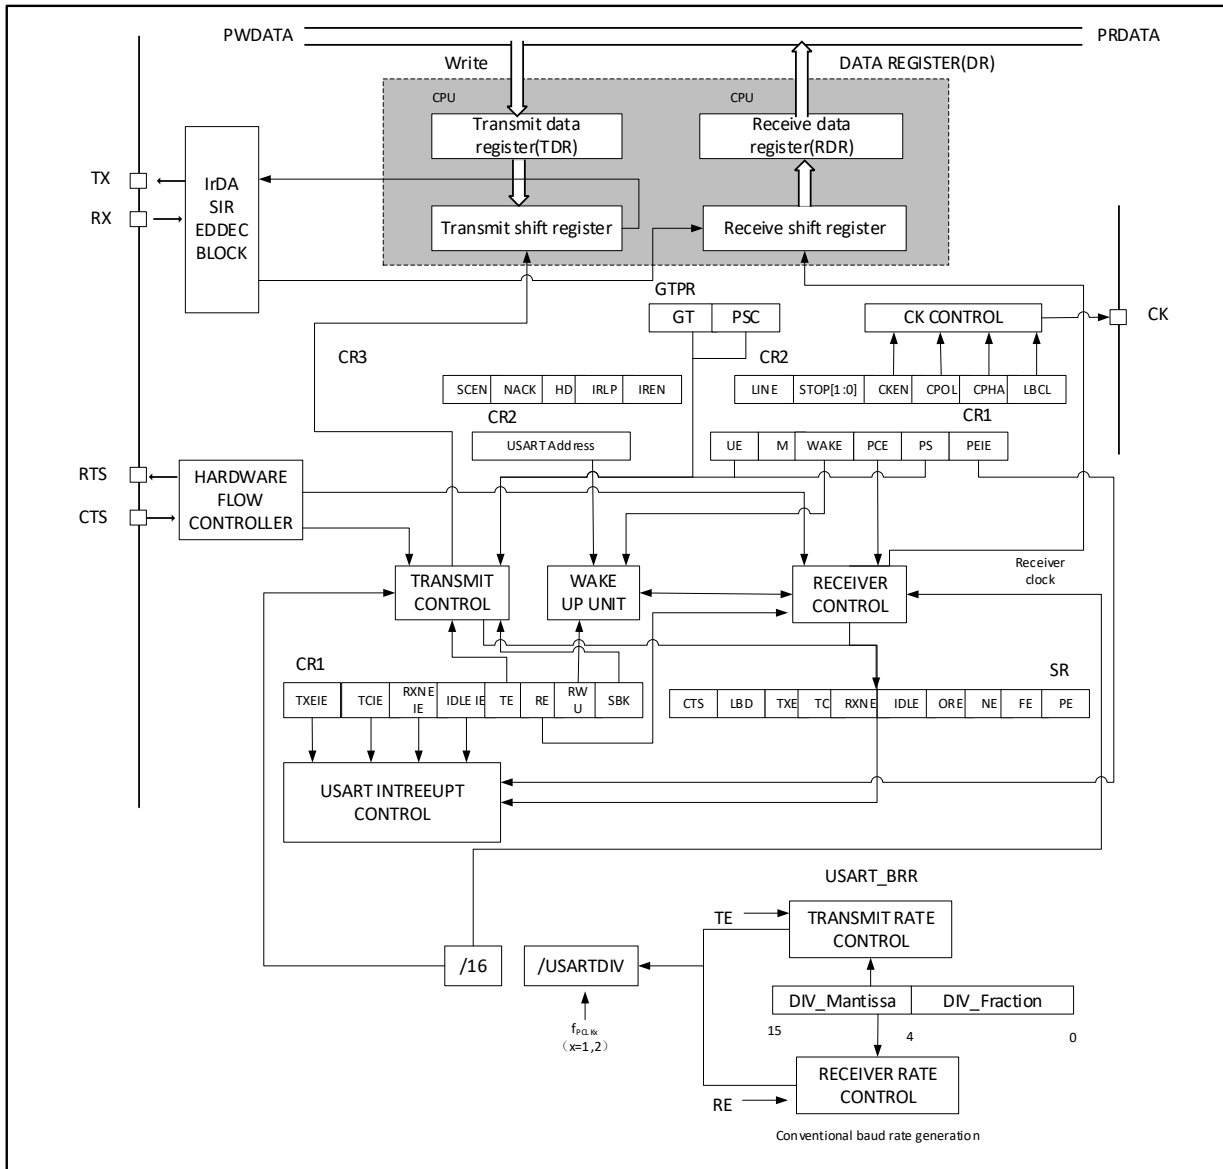 PWDATA
PRDATA
Write
DATA REGISTER(DR)
CPU
CPU
Transmit data
register(TDR)
Receive data
register(RDR)
TX
RX
IrDA
SIR
EDDEC
BLOCK
Transmit shift register
Receive shift register
GTPR
GT
PSC
CK CONTROL
CK
CR3
CR2
SCEN
NACK
HD
IRLP
IREN
LINE
STOP[1:0]
CKEN
CPOL
CPHA
LBCL
CR2
CR1
USART Address
UE
M
WAKE
PCE
PS
PEIE
RTS
CTS
HARDWARE
FLOW
CONTROLLER
TRANSMIT
CONTROL
WAKE
UP UNIT
RECEIVER
CONTROL
Receiver
clock
CR1
SR
TXEIE
TCIE
RXNE
IE
IDLE IE
TE
RE
RW
U
SBK
CTS
LBD
TXE
TC
RXNE
IDLE
ORE
NE
FE
PE
USART INTREEUPT
CONTROL
USART_BRR
TE
TRANSMIT RATE
CONTROL
/16
/USARTDIV
DIV_Mantissa
DIV_Fraction
15
4
0
fPCLKx
(x=1,2)
RECEIVER RATE
CONTROL
RE
Conventional baud rate generation